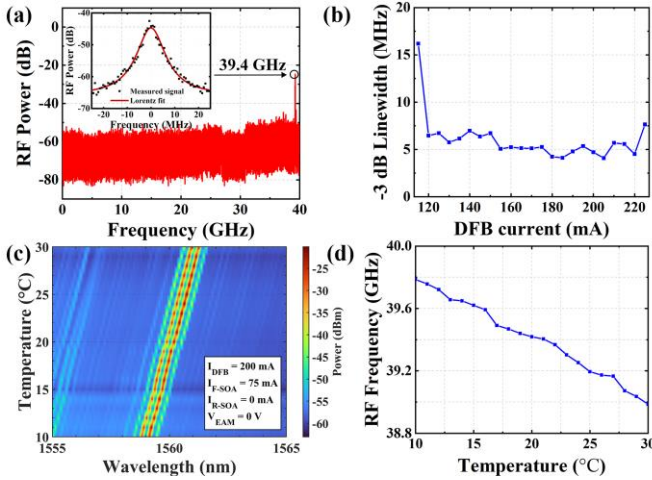 (a)
RF Power (dB)
0
-20
-40
-60
-80
0 10 20 30 40
Frequency (GHz)
39.4 GHz
RF Power (dB)
-40
-50
-60
-70
-20 -10 0 10 20
Frequency (MHz)
Measured signal
Lorentz fit
(b)
-3 dB Linewidth (MHz)
20
15
10
5
0
120 140 160 180 200 220
DFB current (mA)
(c)
Temperature (°C)
30
25
20
15
10
1555 1560 1565
Wavelength (nm)
I_DFB = 200 mA
I_F-SOA = 75 mA
I_R-SOA = 0 mA
V_EAM = 0 V
-25
-30
-35
-40
-45
-50
-55
-60
Power (dBm)
(d)
RF Frequency (GHz)
40.0
39.6
39.2
38.8
10 15 20 25 30
Temperature (°C)